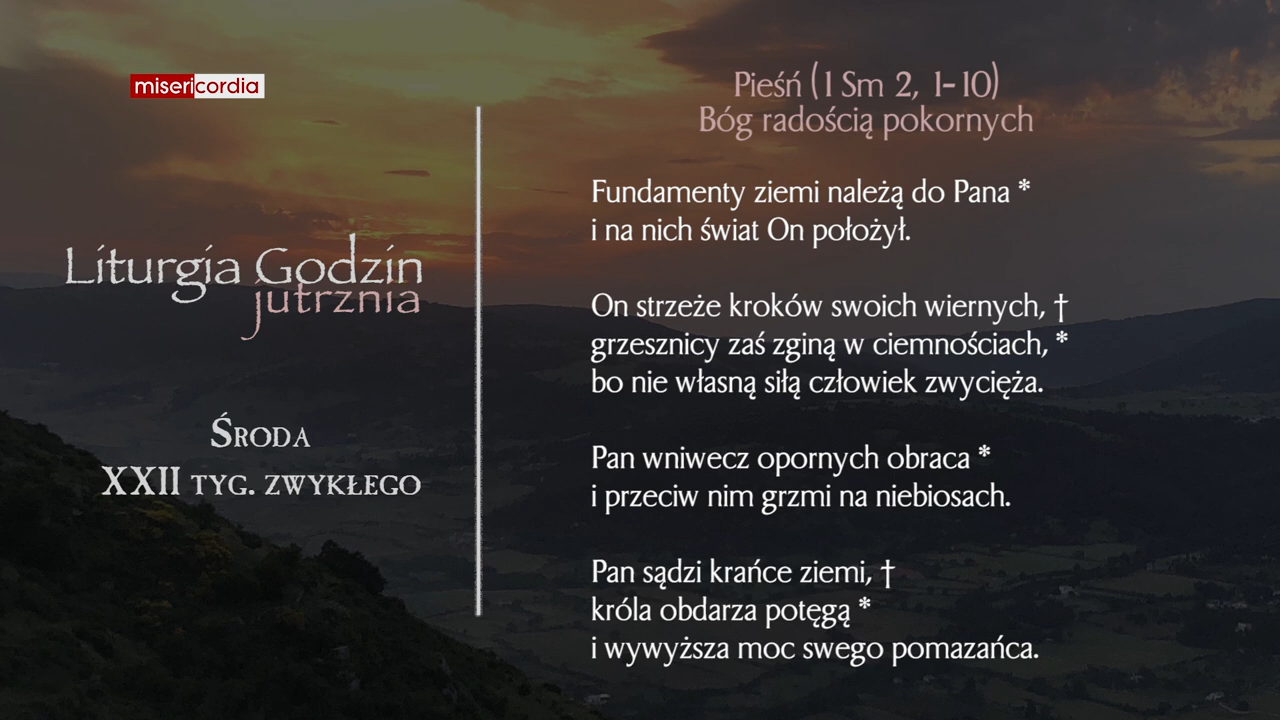 misericordia
Liturgia Godzin
jutrznia
Środa
XXII tyg. zwykłego
Pieśń (1 Sm 2, 1-10)
Bóg radością pokornych
Fundamenty ziemi należą do Pana *
i na nich świat On położył.
On strzeże kroków swoich wiernych, †
grzesznicy zaś zginą w ciemnościach, *
bo nie własną siłą człowiek zwycięża.
Pan wniwecz opornych obraca *
i przeciw nim grzmi na niebiosach.
Pan sądzi krańce ziemi, †
króla obdarza potęgą *
i wywyższa moc swego pomazańca.